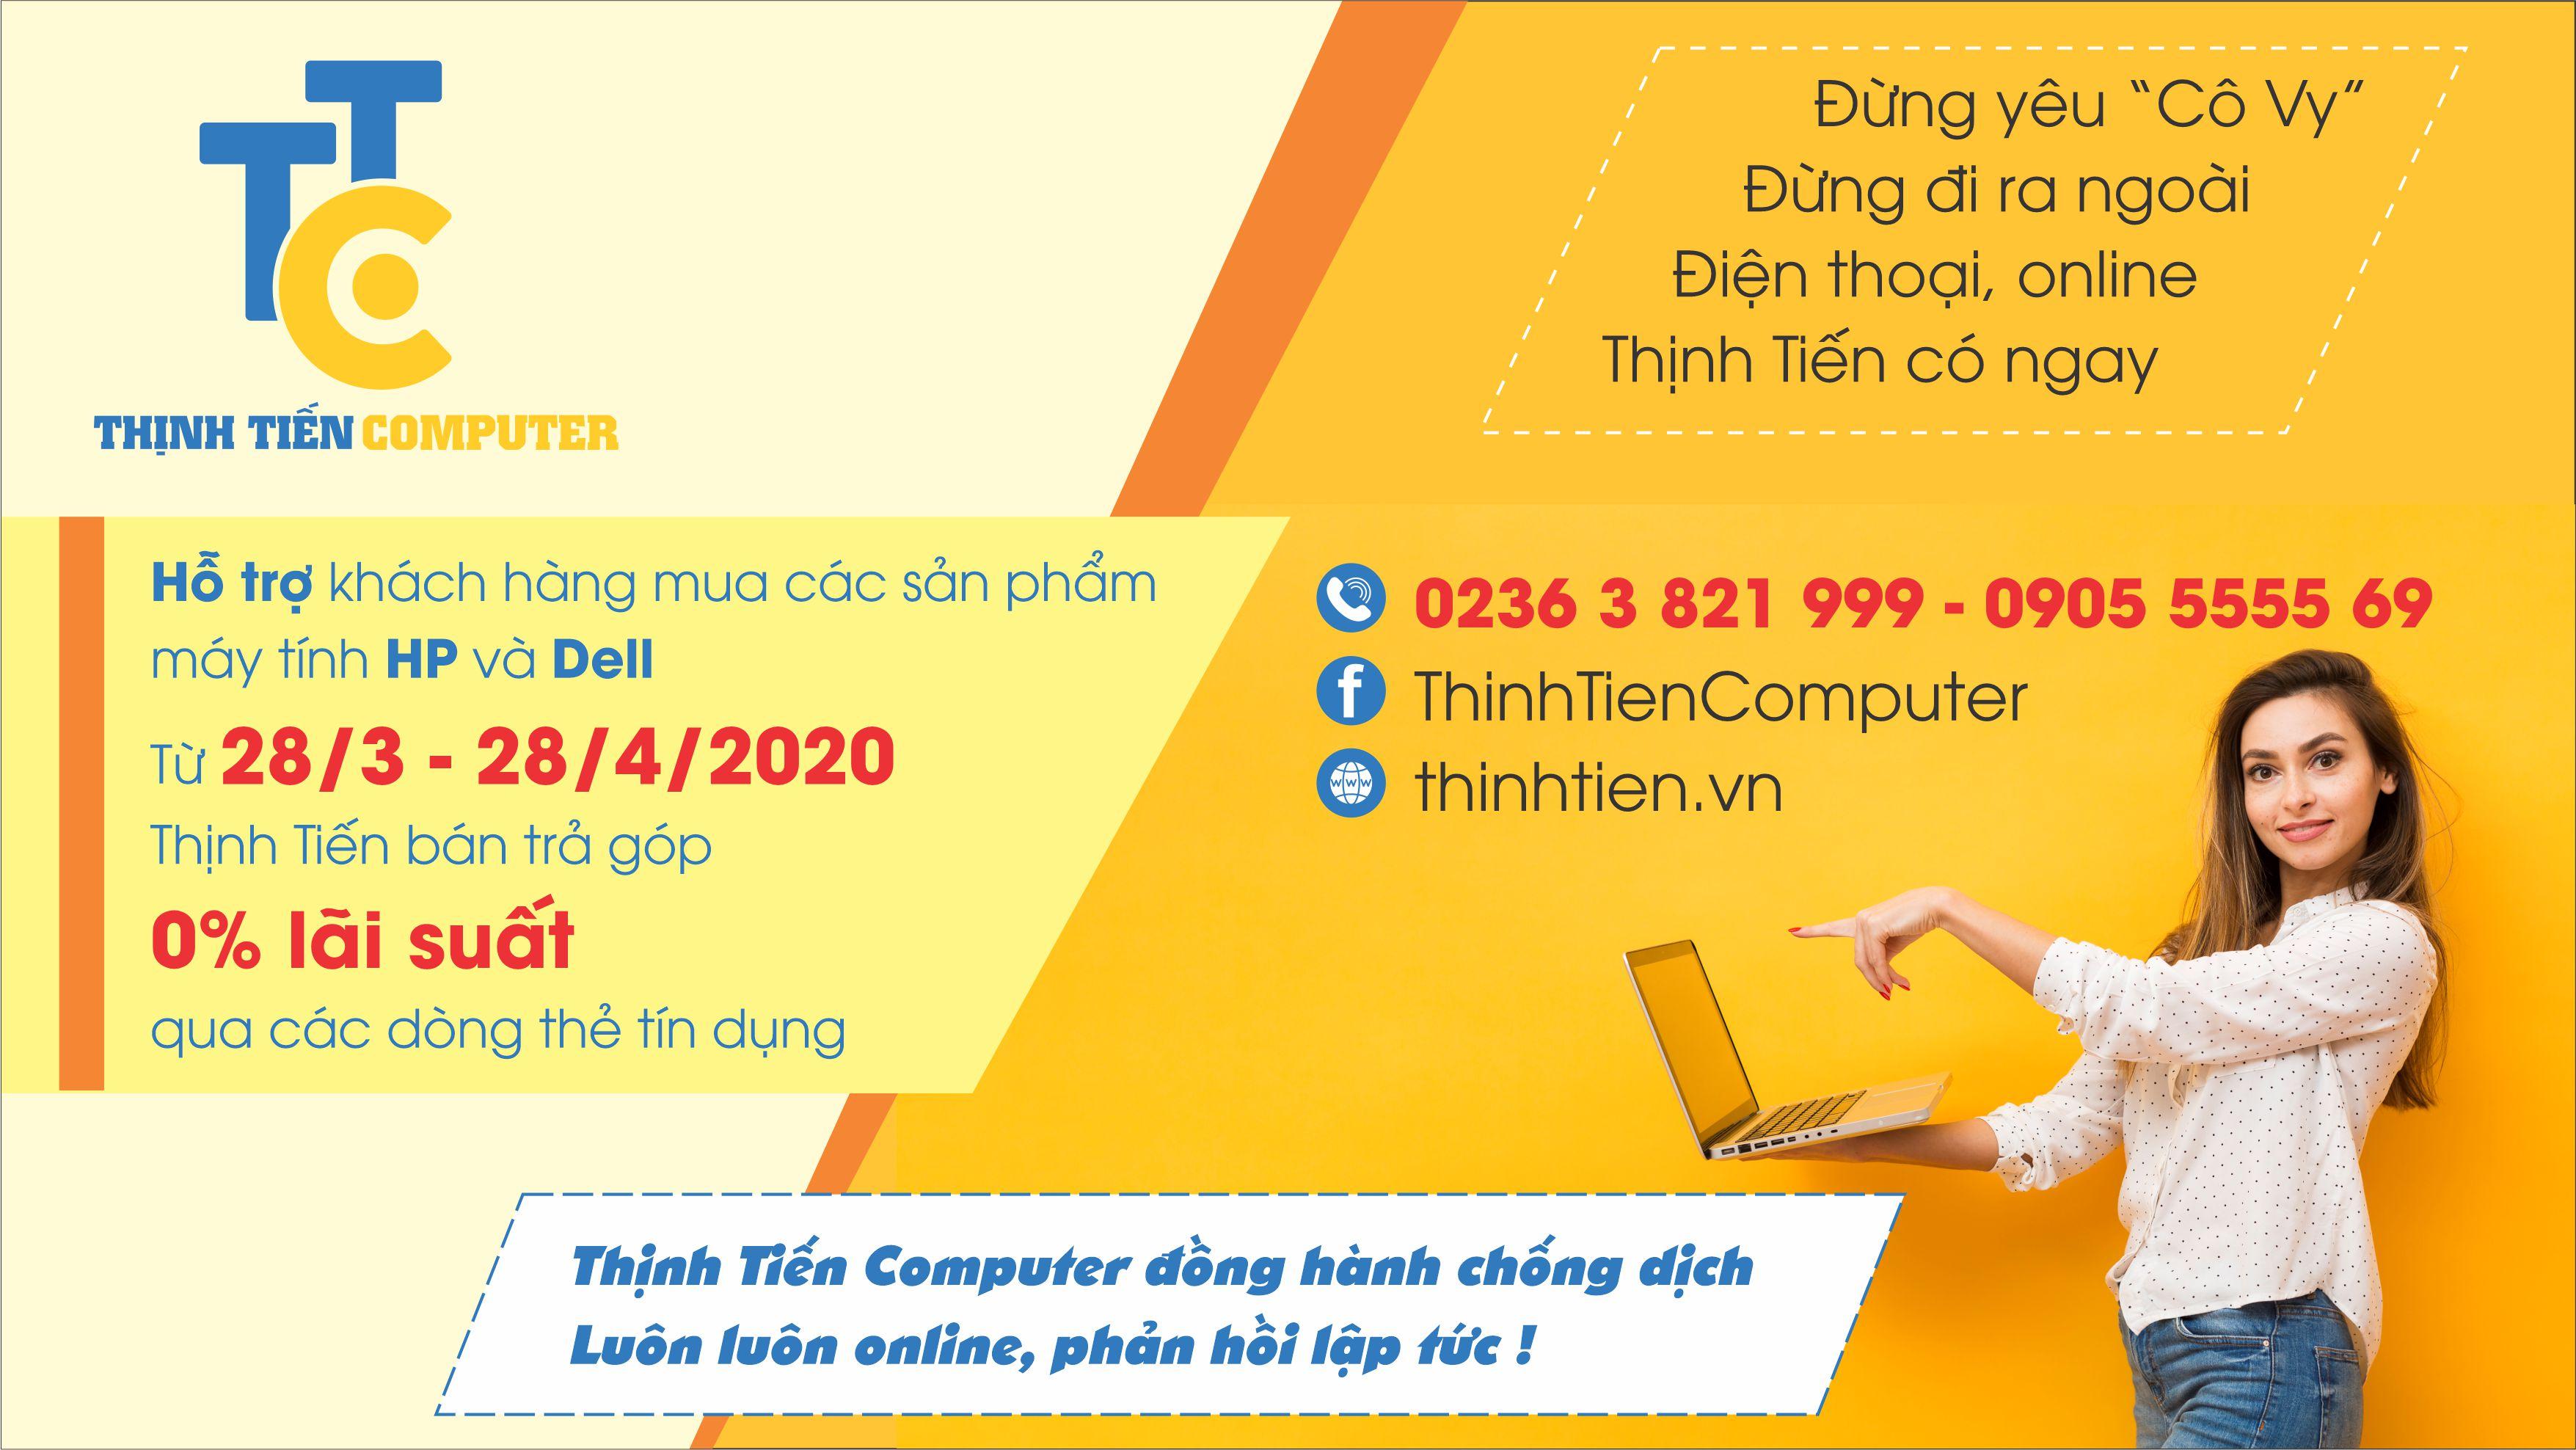 TTC
THỊNH TIẾN COMPUTER
Đừng yêu “Cô Vy”
Đừng đi ra ngoài
Điện thoại, online
Thịnh Tiến có ngay
Hỗ trợ khách hàng mua các sản phẩm
máy tính HP và Dell
Từ 28/3 - 28/4/2020
Thịnh Tiến bán trả góp
0% lãi suất
qua các dòng thẻ tín dụng
0236 3 821 999 - 0905 5555 69
f ThinhTienComputer
www thinhtien.vn
Thịnh Tiến Computer đồng hành chống dịch
Luôn luôn online, phản hồi lập tức !